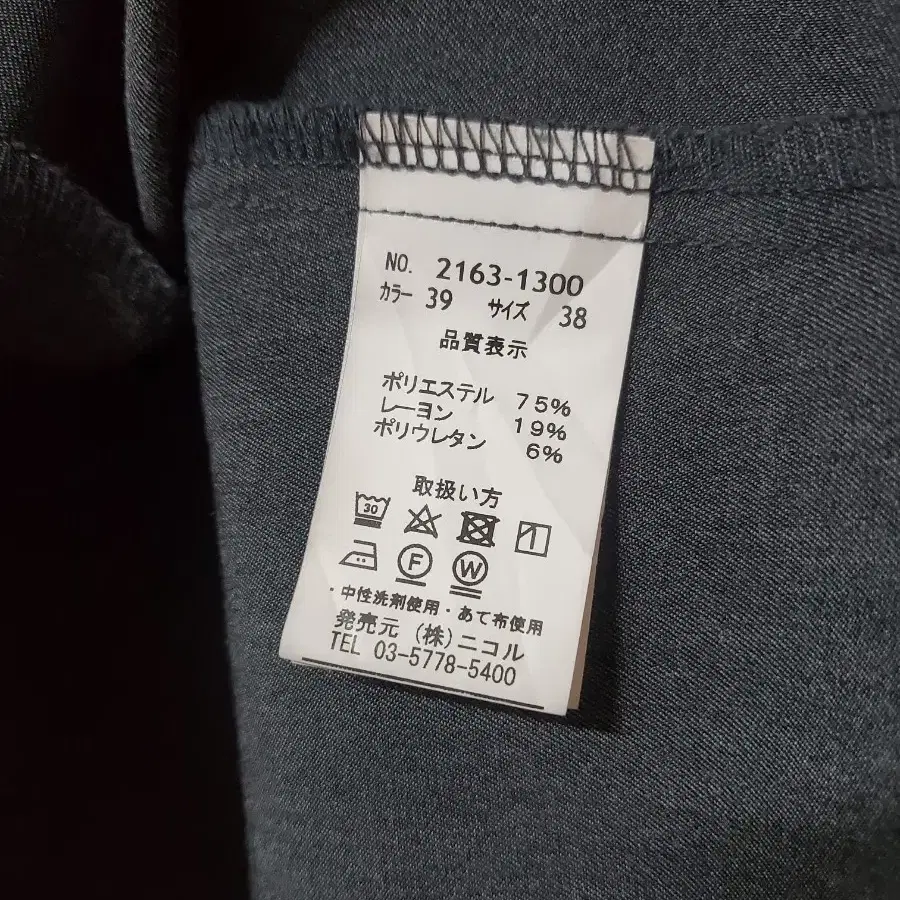 NO. 2163-1300
カラー 39 サイズ 38
品質表示
ポリエステル 75%
レーヨン 19%
ポリウレタン 6%
取扱い方
30
F W
・中性洗剤使用・あて布使用
発売元 (株)ニコル
TEL 03-5778-5400